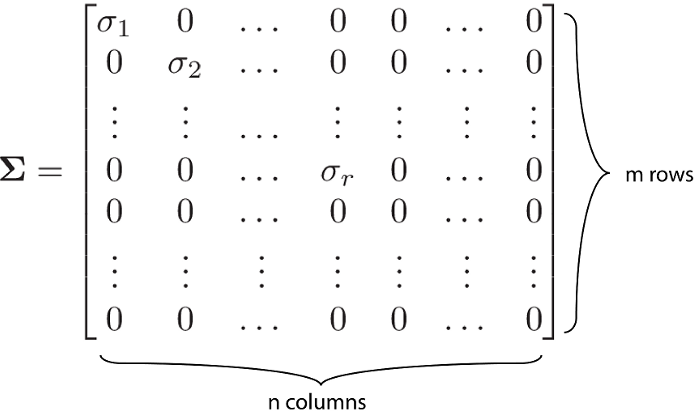 σ₁ 0 … 0 0 … 0
0 σ₂ … 0 0 … 0
⋮ ⋮ … ⋮ ⋮ ⋮ ⋮
Σ = 0 0 … σᵣ 0 … 0 m rows
0 0 … 0 0 … 0
⋮ ⋮ ⋮ ⋮ ⋮ ⋮ ⋮
0 0 … 0 0 … 0
n columns